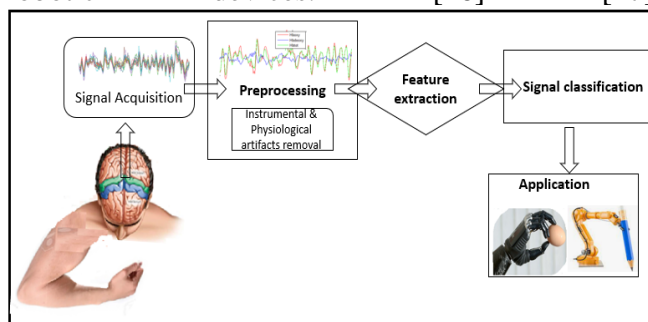 Signal Acquisition
Preprocessing
Instrumental &
Physiological
artifacts removal
Feature
extraction
Signal classification
Application